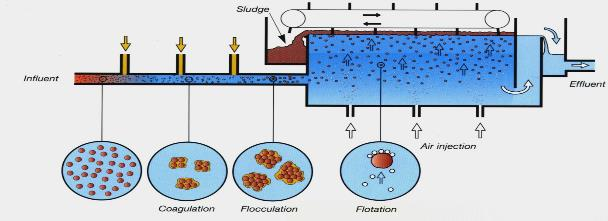 Sludge
Influent
Effluent
Air injection
Coagulation
Flocculation
Flotation